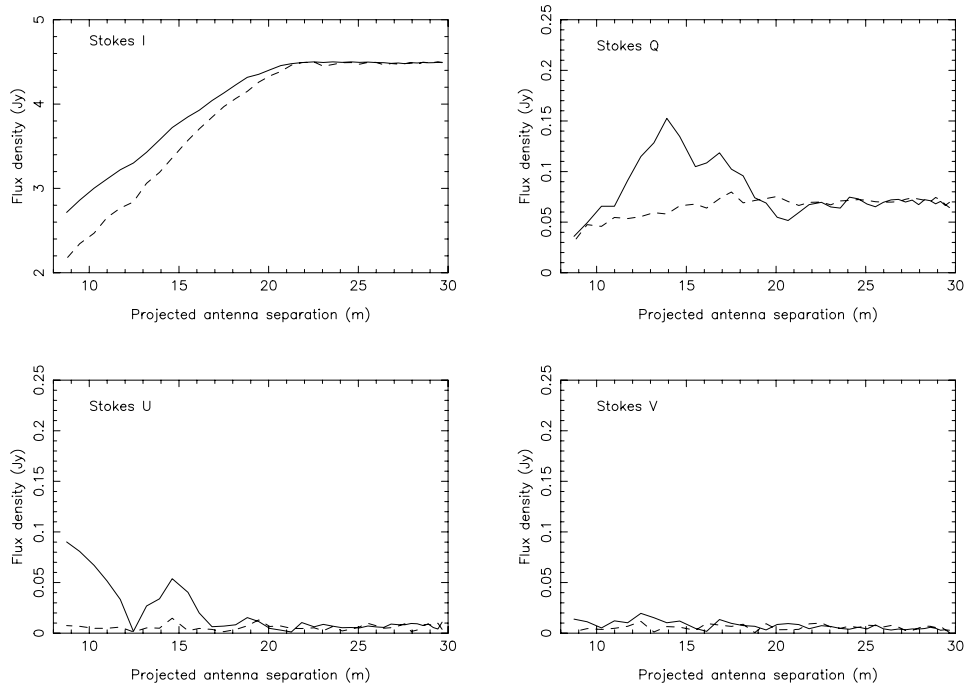 Stokes I
Flux density (Jy)
5
4
3
2
10 15 20 25 30
Projected antenna separation (m)
Stokes Q
Flux density (Jy)
0.25
0.2
0.15
0.1
0.05
0
10 15 20 25 30
Projected antenna separation (m)
Stokes U
Flux density (Jy)
0.25
0.2
0.15
0.1
0.05
0
10 15 20 25 30
Projected antenna separation (m)
Stokes V
Flux density (Jy)
0.25
0.2
0.15
0.1
0.05
0
10 15 20 25 30
Projected antenna separation (m)